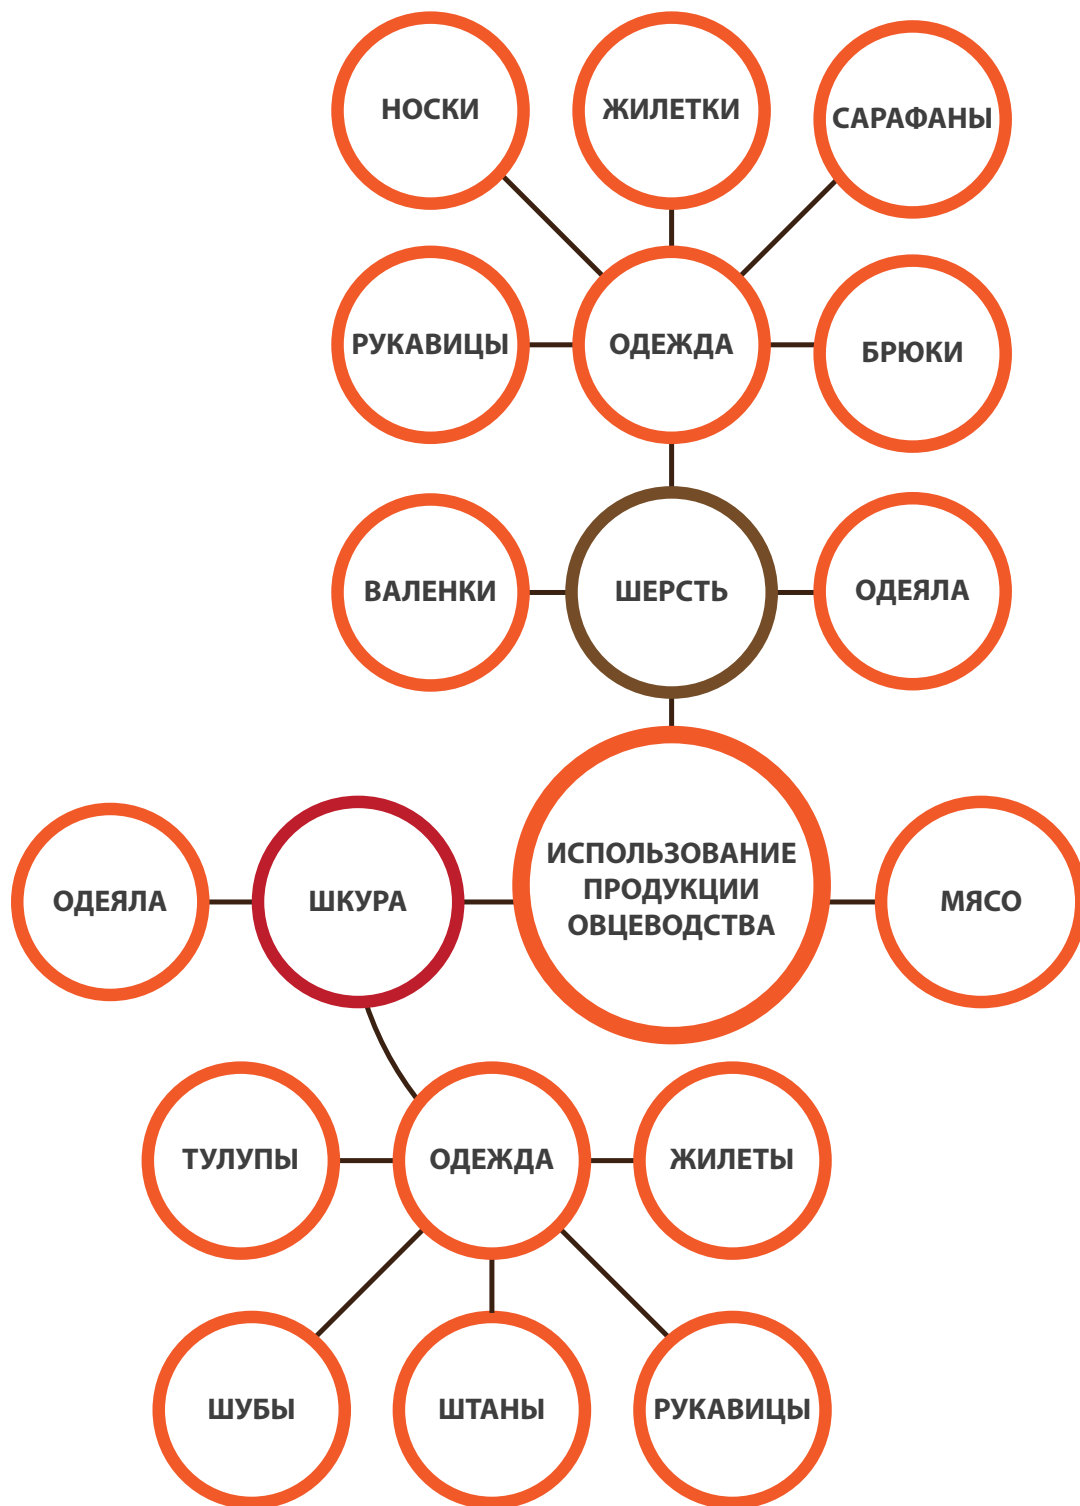 НОСКИ
ЖИЛЕТКИ
САРАФАНЫ
РУКАВИЦЫ
ОДЕЖДА
БРЮКИ
ВАЛЕНКИ
ШЕРСТЬ
ОДЕЯЛА
ОДЕЯЛА
ШКУРА
ИСПОЛЬЗОВАНИЕ
ПРОДУКЦИИ
ОВЦЕВОДСТВА
МЯСО
ТУЛУПЫ
ОДЕЖДА
ЖИЛЕТЫ
ШУБЫ
ШТАНЫ
РУКАВИЦЫ